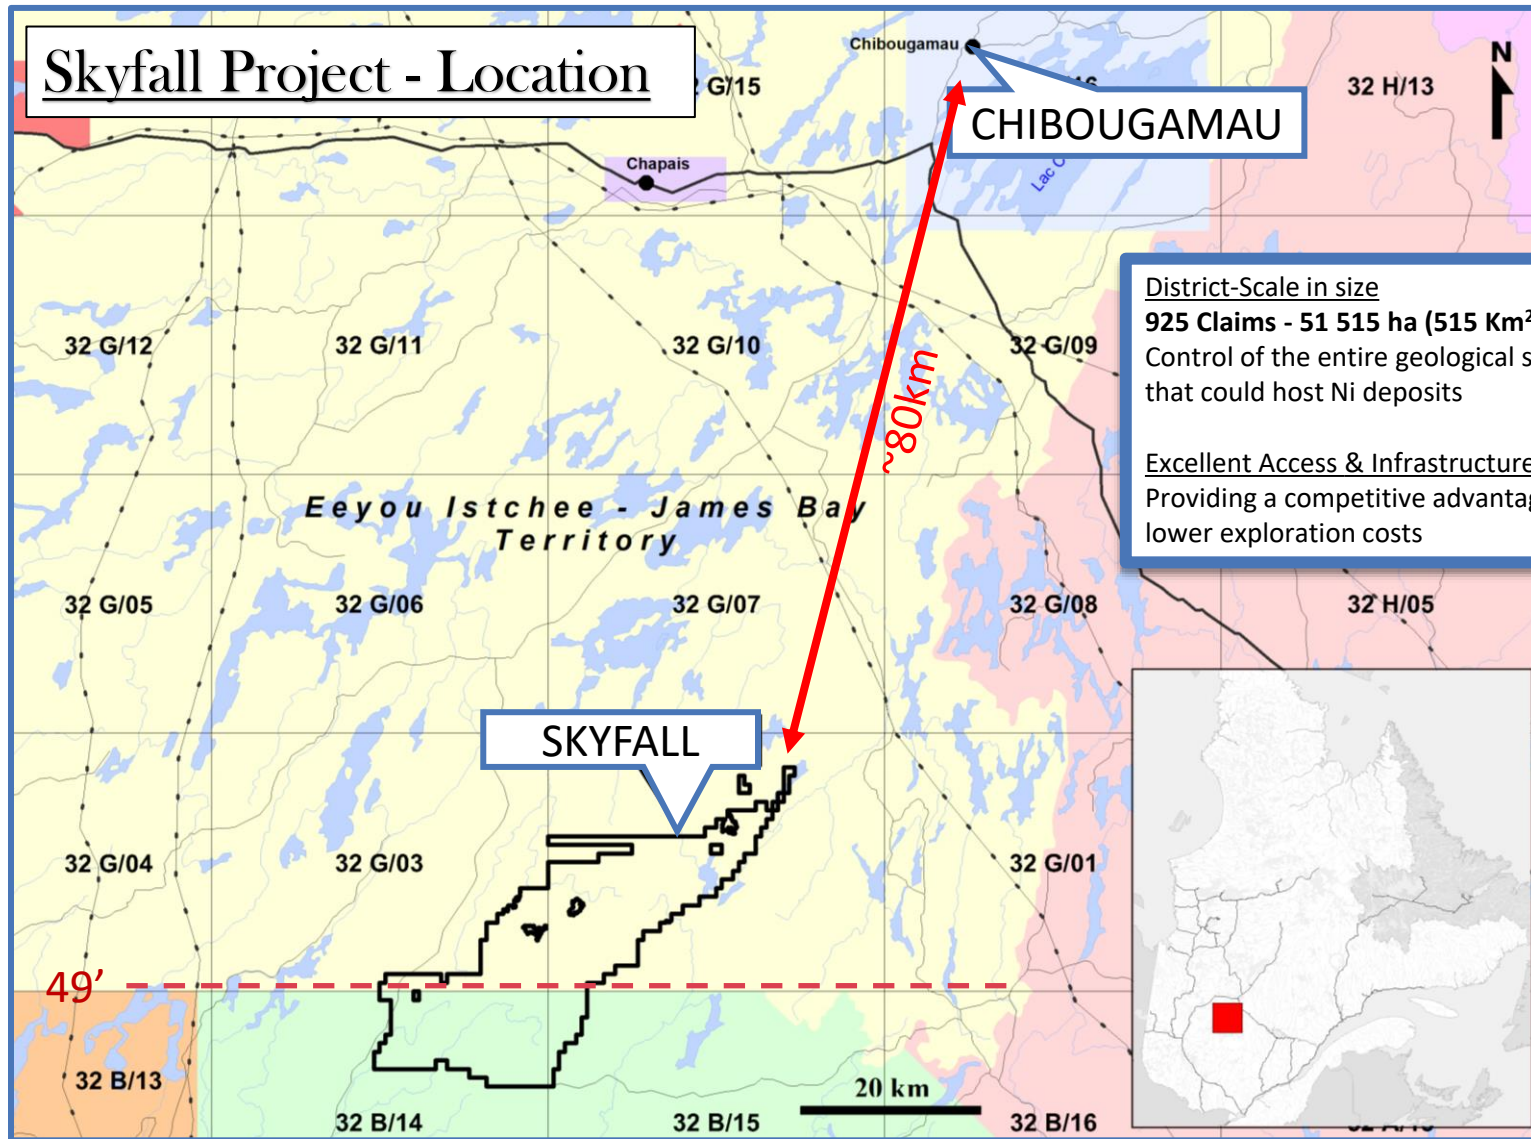 Skyfall Project - Location
Chibougamau
N
G/15
32 H/13
CHIBOUGAMAU
Chapais
Lac
District-Scale in size
925 Claims - 51 515 ha (515 Km²
Control of the entire geological s
that could host Ni deposits
Excellent Access & Infrastructure
Providing a competitive advantag
lower exploration costs
32 G/12
32 G/11
32 G/10
32 G/09
~80km
Eeyou Istchee - James Bay
Territory
32 G/05
32 G/06
32 G/07
32 G/08
32 H/05
SKYFALL
32 G/04
32 G/03
32 G/01
49’
32 B/13
20 km
32 B/14
32 B/15
32 B/16